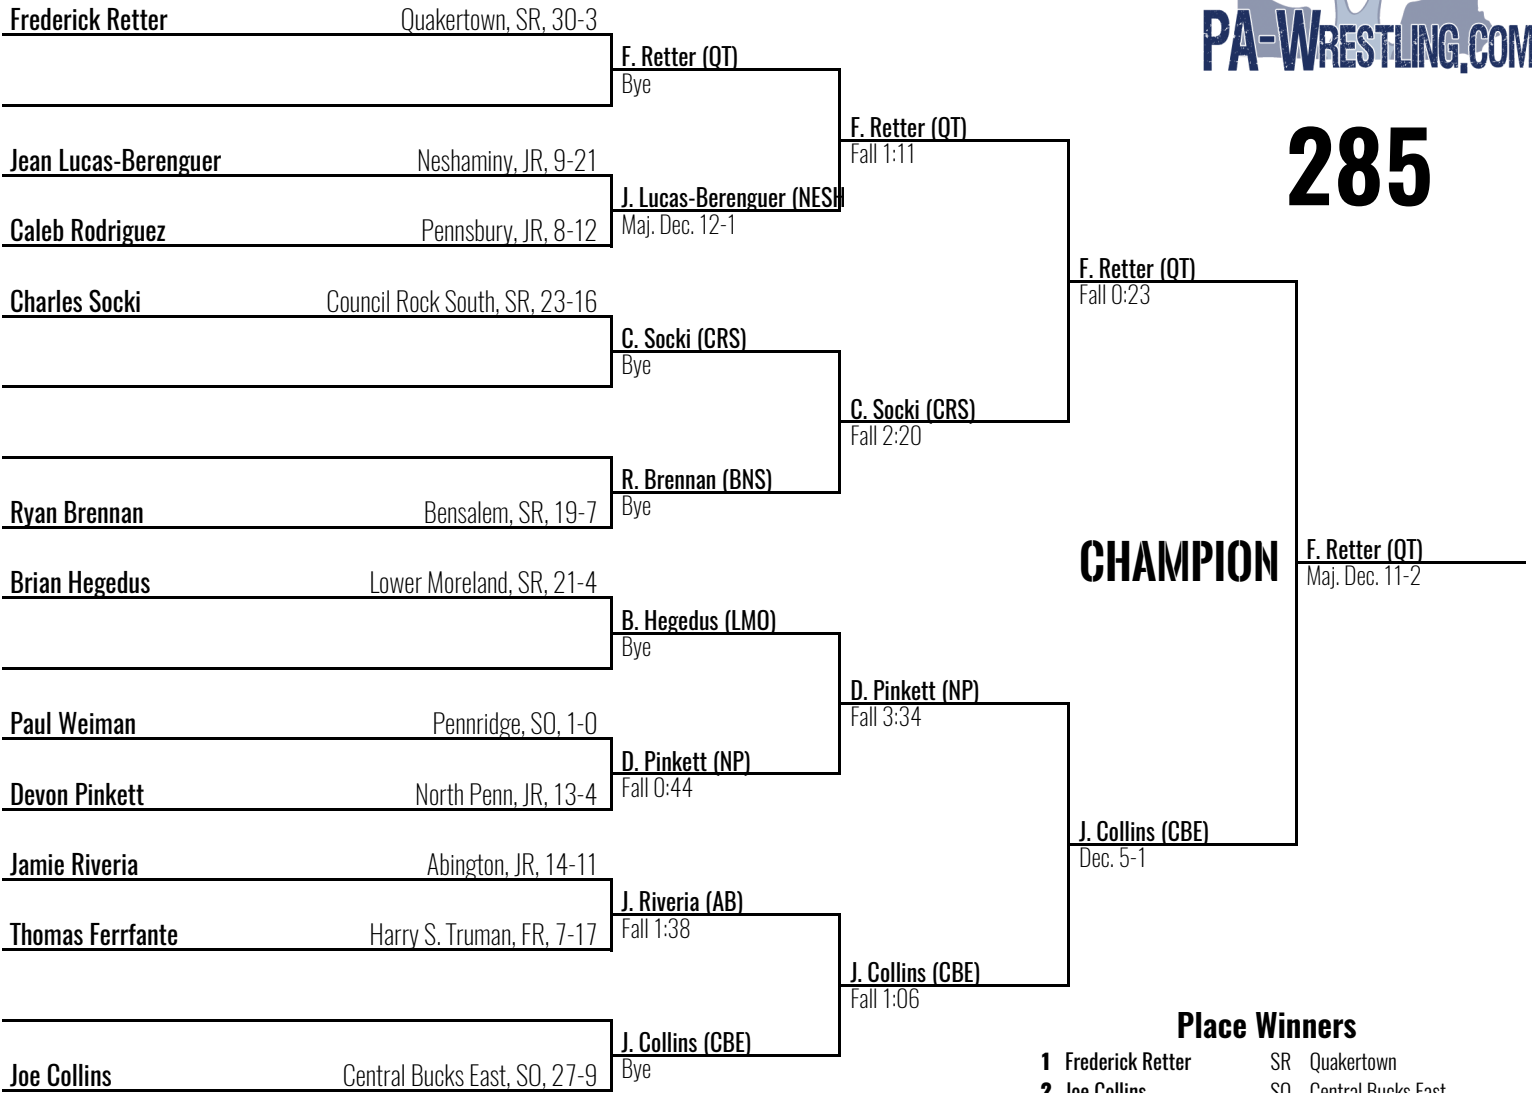 Frederick Retter Quakertown, SR, 30-3
PA-WRESTLING.COM
F. Retter (QT)
Bye
285
F. Retter (QT)
Fall 1:11
Jean Lucas-Berenguer Neshaminy, JR, 9-21
J. Lucas-Berenguer (NESH
Maj. Dec. 12-1
Caleb Rodriguez Pennsbury, JR, 8-12
F. Retter (QT)
Fall 0:23
Charles Socki Council Rock South, SR, 23-16
C. Socki (CRS)
Bye
C. Socki (CRS)
Fall 2:20
R. Brennan (BNS)
Bye
Ryan Brennan Bensalem, SR, 19-7
CHAMPION
F. Retter (QT)
Maj. Dec. 11-2
Brian Hegedus Lower Moreland, SR, 21-4
B. Hegedus (LMO)
Bye
D. Pinkett (NP)
Fall 3:34
Paul Weiman Pennridge, SO, 1-0
D. Pinkett (NP)
Fall 0:44
Devon Pinkett North Penn, JR, 13-4
J. Collins (CBE)
Dec. 5-1
Jamie Riveria Abington, JR, 14-11
J. Riveria (AB)
Fall 1:38
Thomas Ferrfante Harry S. Truman, FR, 7-17
J. Collins (CBE)
Fall 1:06
J. Collins (CBE)
Bye
Joe Collins Central Bucks East, SO, 27-9
Place Winners
1 Frederick Retter SR Quakertown
2 Joe Collins SO Central Bucks East